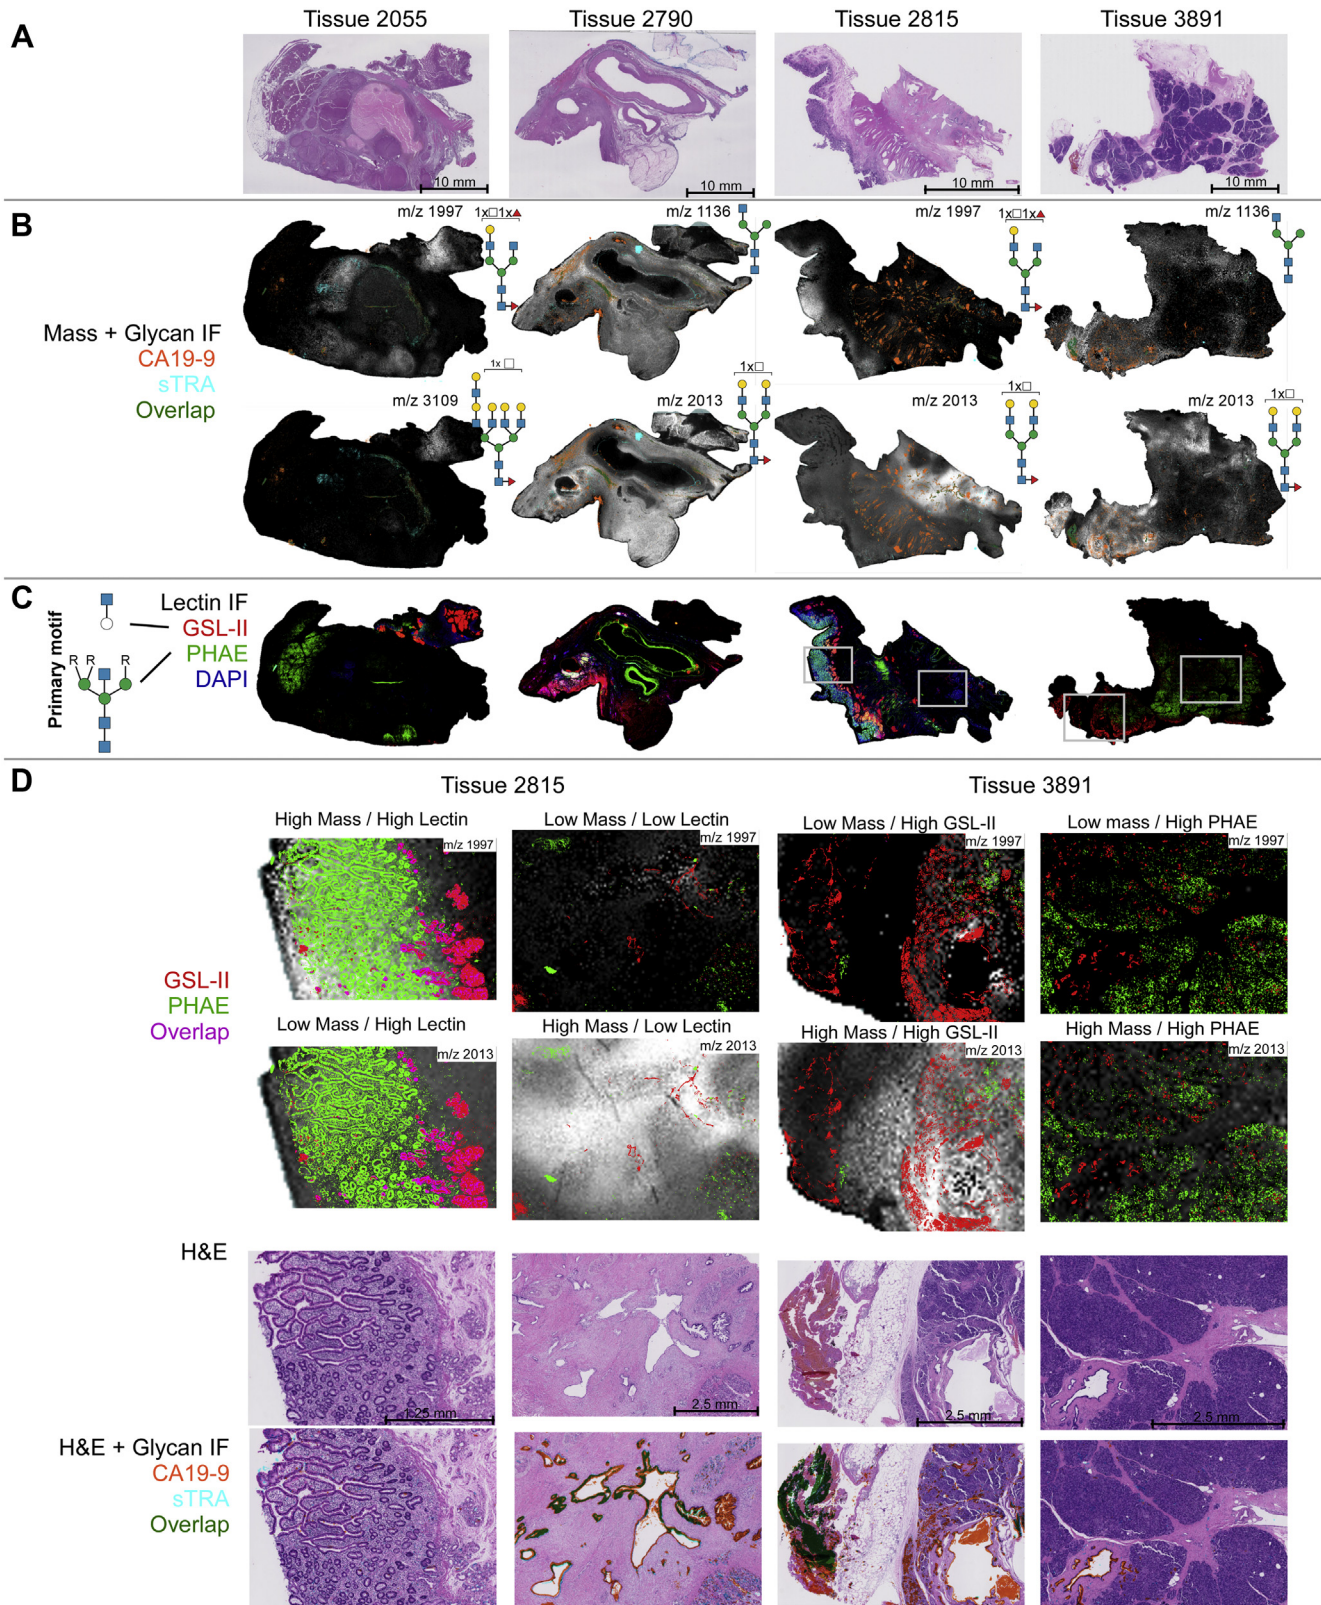 A
Tissue 2055
Tissue 2790
Tissue 2815
Tissue 3891
10 mm
10 mm
10 mm
10 mm
B
m/z 1997
1x□1x▲
m/z 1136
m/z 1997
1x□1x▲
m/z 1136
Mass + Glycan IF
CA19-9
sTRA
Overlap
m/z 3109
1x □
m/z 2013
1x□
m/z 2013
1x□
m/z 2013
1x□
C
Primary motif
R R R
Lectin IF
GSL-II
PHAE
DAPI
D
Tissue 2815
Tissue 3891
High Mass / High Lectin
m/z 1997
Low Mass / Low Lectin
m/z 1997
Low Mass / High GSL-II
m/z 1997
Low mass / High PHAE
m/z 1997
GSL-II
PHAE
Overlap
Low Mass / High Lectin
m/z 2013
High Mass / Low Lectin
m/z 2013
High Mass / High GSL-II
m/z 2013
High Mass / High PHAE
m/z 2013
H&E
1.25 mm
2.5 mm
2.5 mm
2.5 mm
H&E + Glycan IF
CA19-9
sTRA
Overlap